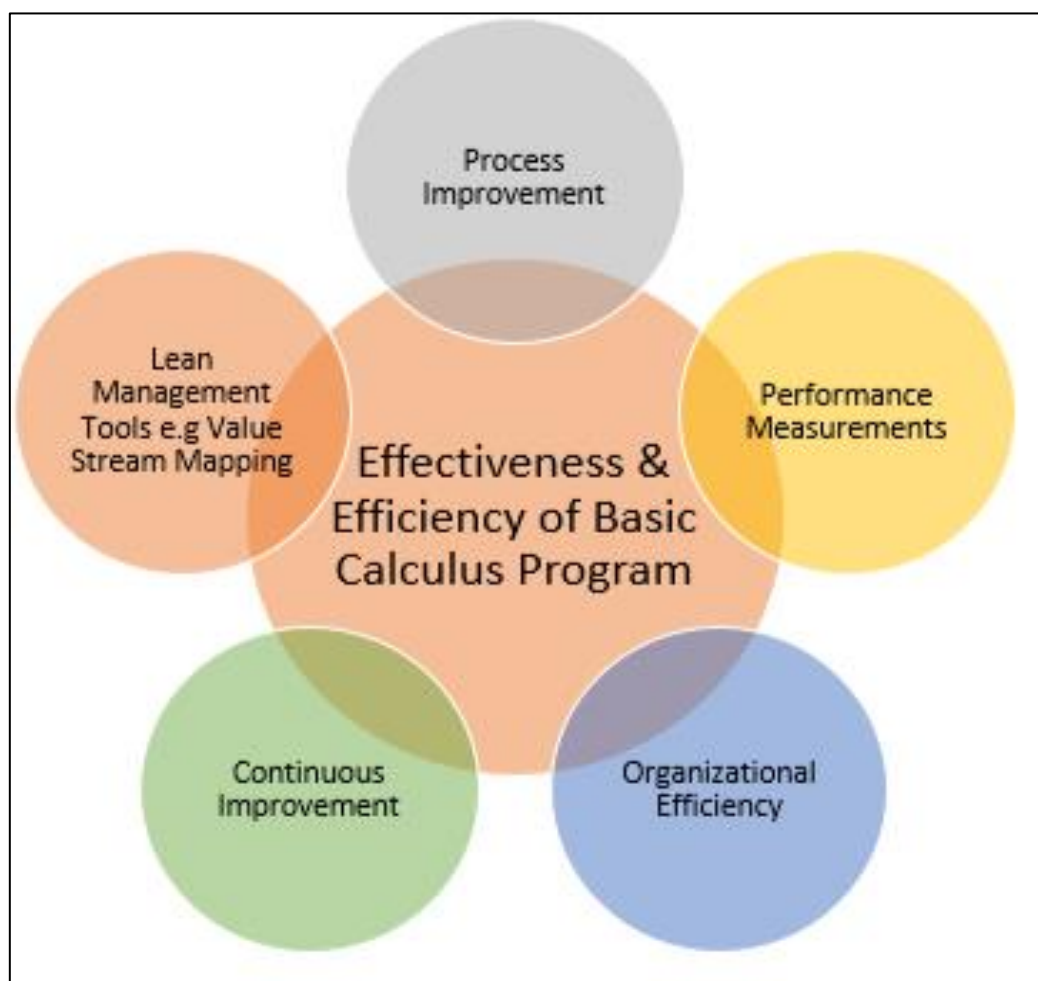 Process
Improvement
Lean
Management
Tools e.g Value
Stream Mapping
Performance
Measurements
Effectiveness &
Efficiency of Basic
Calculus Program
Continuous
Improvement
Organizational
Efficiency